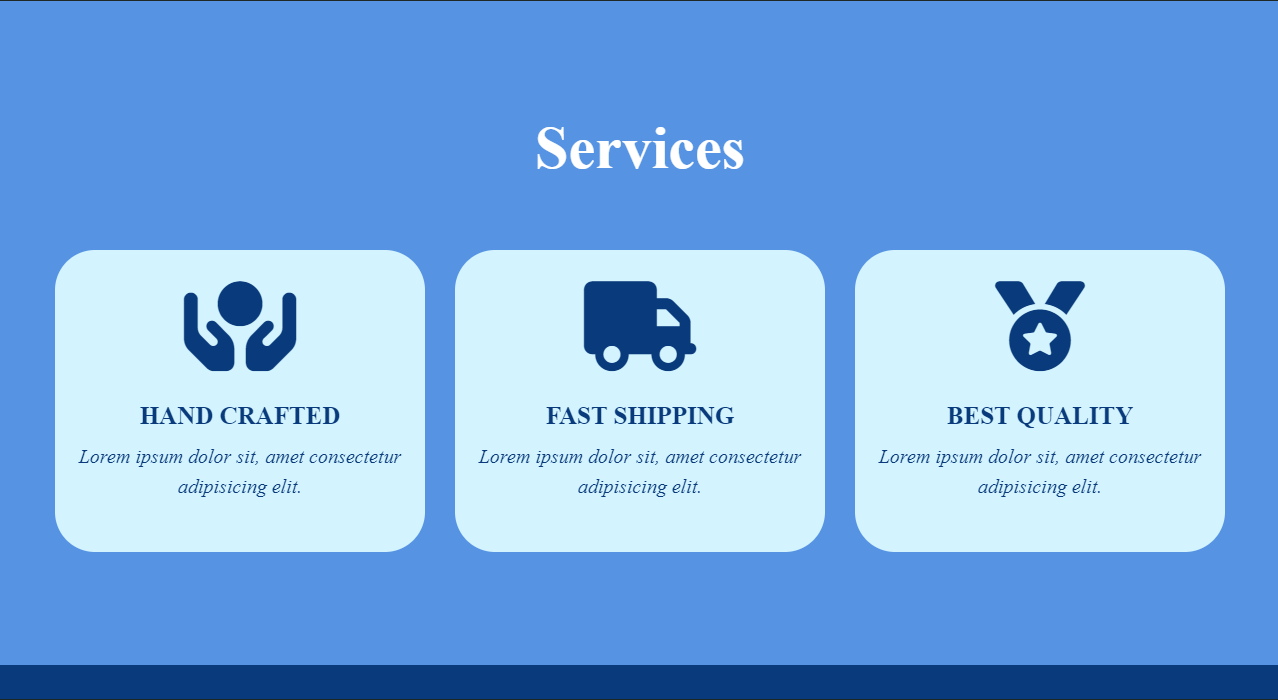 Services
HAND CRAFTED
Lorem ipsum dolor sit, amet consectetur
adipisicing elit.
FAST SHIPPING
Lorem ipsum dolor sit, amet consectetur
adipisicing elit.
BEST QUALITY
Lorem ipsum dolor sit, amet consectetur
adipisicing elit.